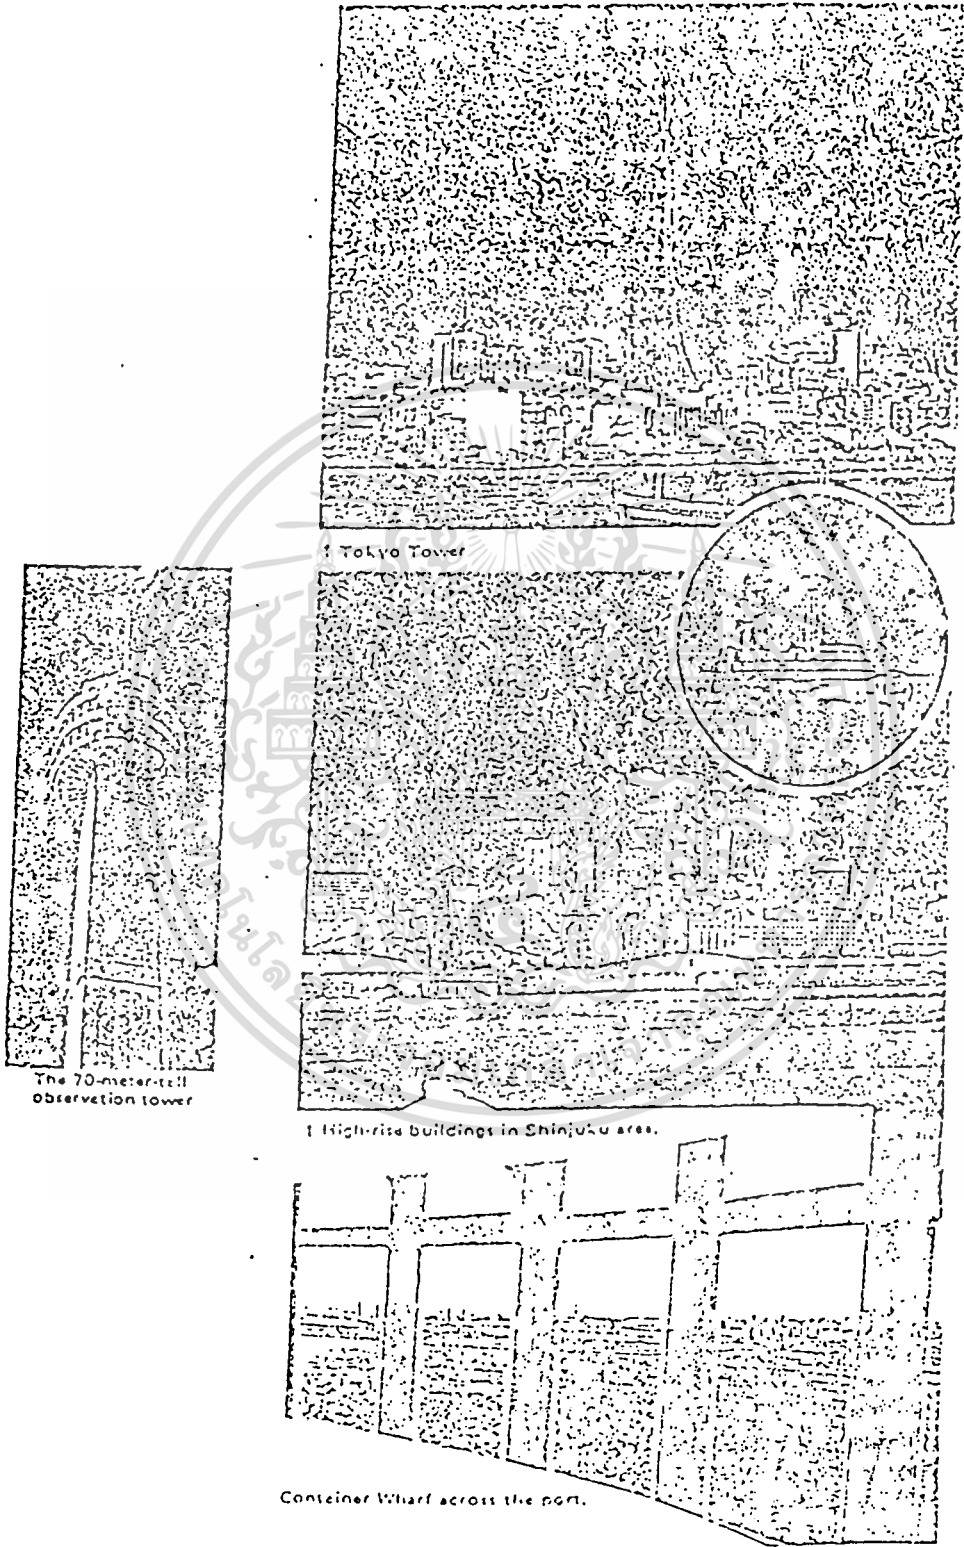 ↑ Tokyo Tower
The 70-meter-tall
observation tower
↑ High-rise buildings in Shinjuku area.
Container Wharf across the port.